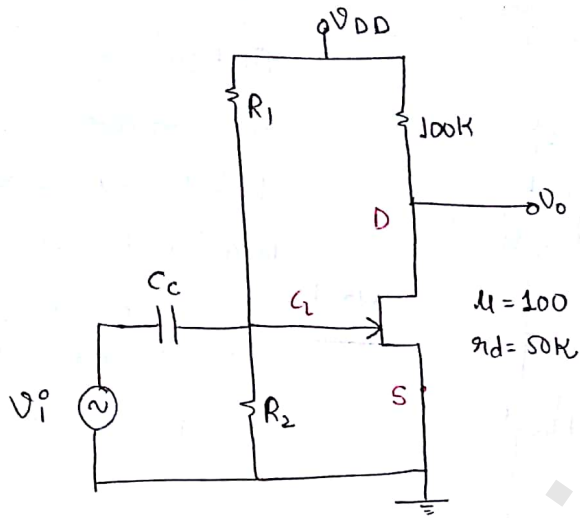 VDD
R1
100K
D
Vo
Cc
G
μ = 100
rd = 50K
Vi
R2
S